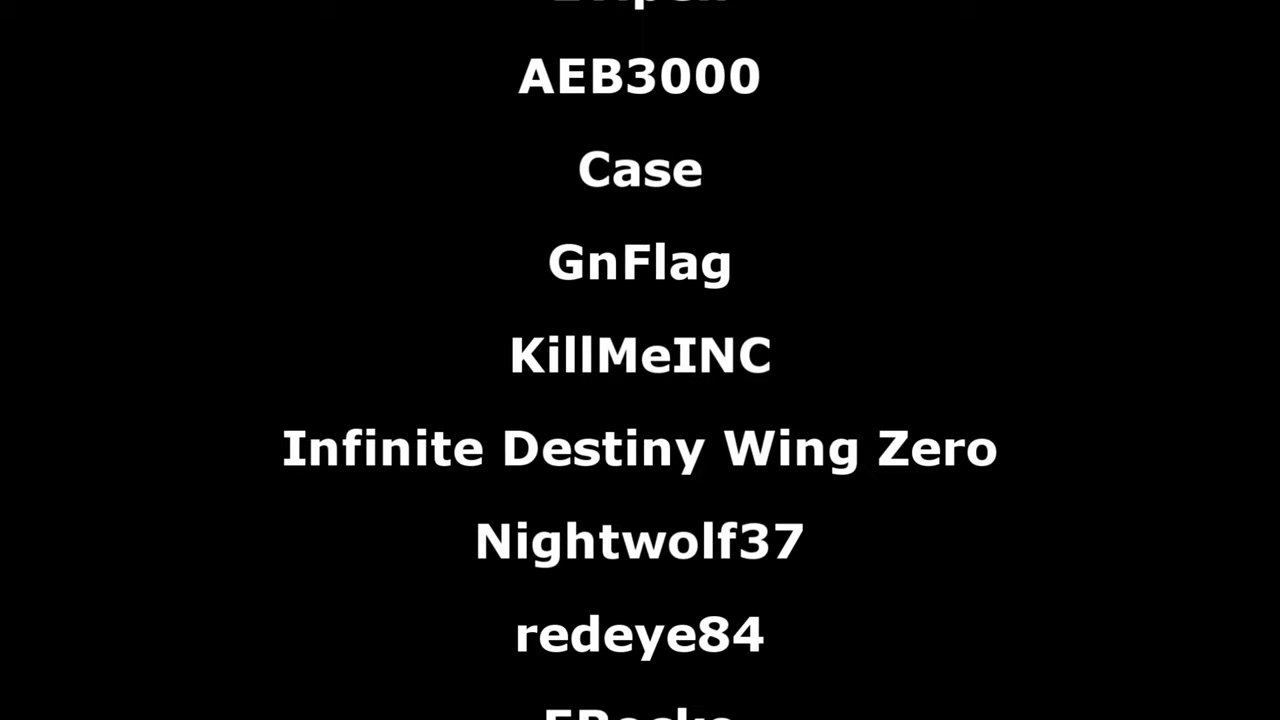 AEB3000
Case
GnFlag
KillMeINC
Infinite Destiny Wing Zero
Nightwolf37
redeye84